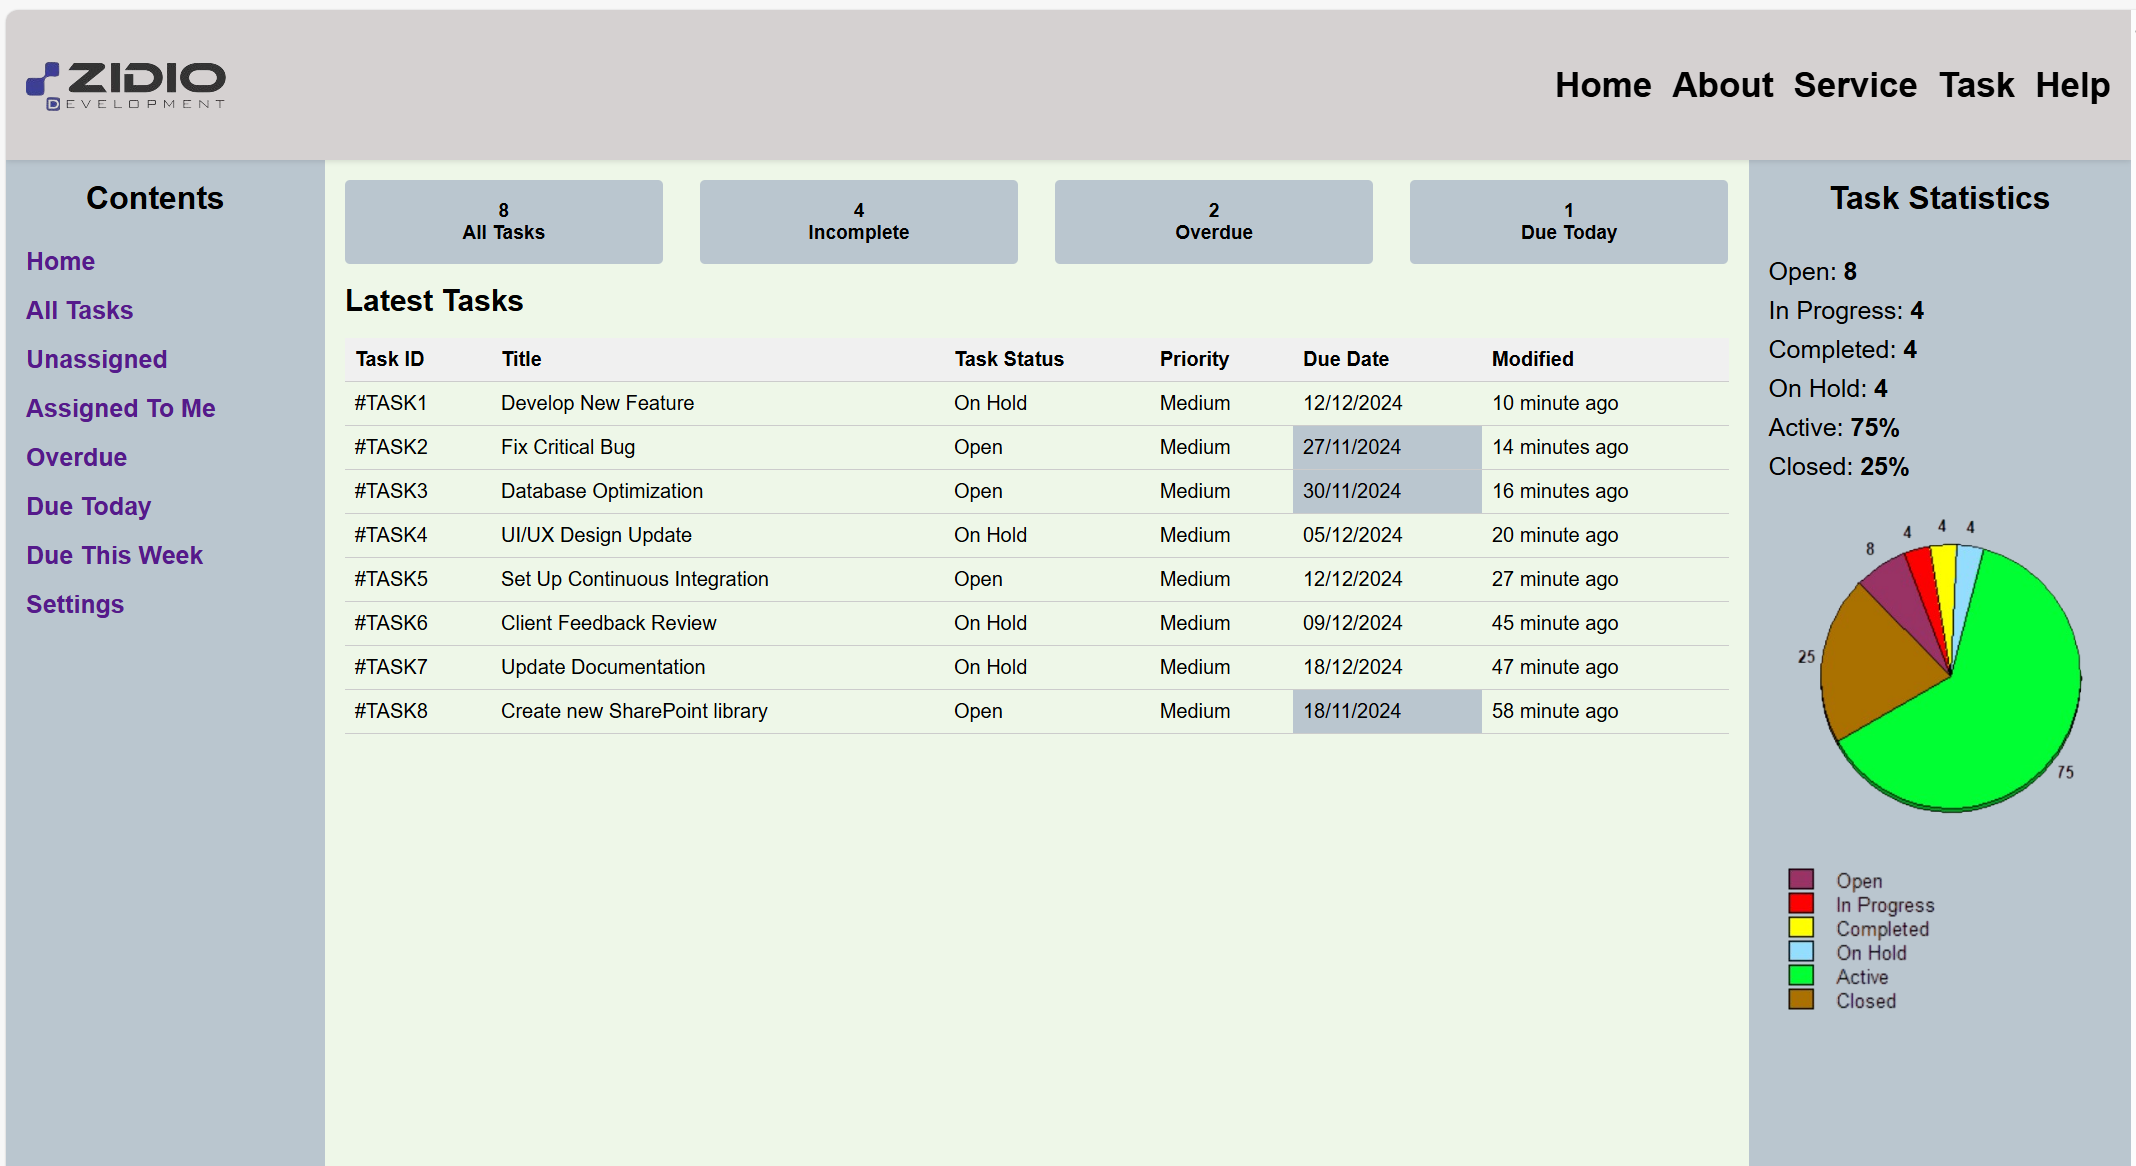 ZIDIO
DEVELOPMENT
Home About Service Task Help
Contents
Home
All Tasks
Unassigned
Assigned To Me
Overdue
Due Today
Due This Week
Settings
8
All Tasks
4
Incomplete
2
Overdue
1
Due Today
Latest Tasks
Task ID Title Task Status Priority Due Date Modified
#TASK1 Develop New Feature On Hold Medium 12/12/2024 10 minute ago
#TASK2 Fix Critical Bug Open Medium 27/11/2024 14 minutes ago
#TASK3 Database Optimization Open Medium 30/11/2024 16 minutes ago
#TASK4 UI/UX Design Update On Hold Medium 05/12/2024 20 minute ago
#TASK5 Set Up Continuous Integration Open Medium 12/12/2024 27 minute ago
#TASK6 Client Feedback Review On Hold Medium 09/12/2024 45 minute ago
#TASK7 Update Documentation On Hold Medium 18/12/2024 47 minute ago
#TASK8 Create new SharePoint library Open Medium 18/11/2024 58 minute ago
Task Statistics
Open: 8
In Progress: 4
Completed: 4
On Hold: 4
Active: 75%
Closed: 25%
8 4 4 4
25
75
Open
In Progress
Completed
On Hold
Active
Closed